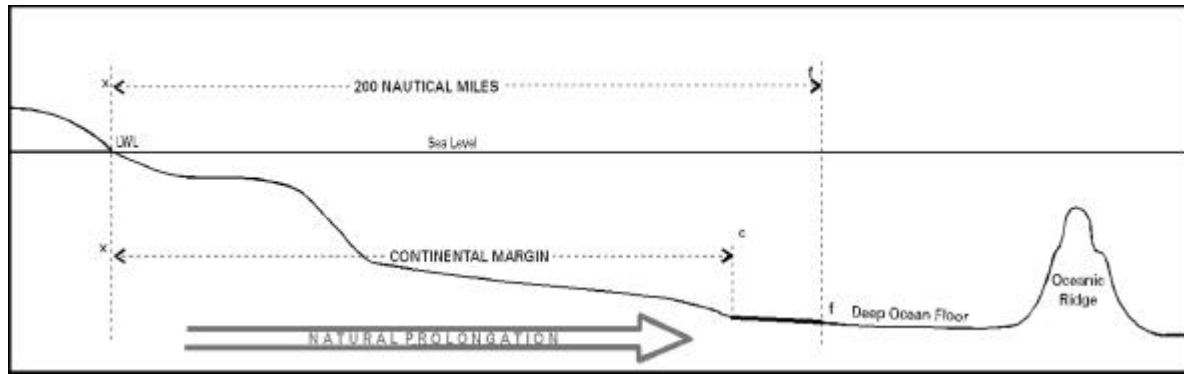 x
200 NAUTICAL MILES
f
LWL
Sea Level
x
CONTINENTAL MARGIN
c
f
Deep Ocean Floor
Oceanic
Ridge
NATURAL PROLONGATION